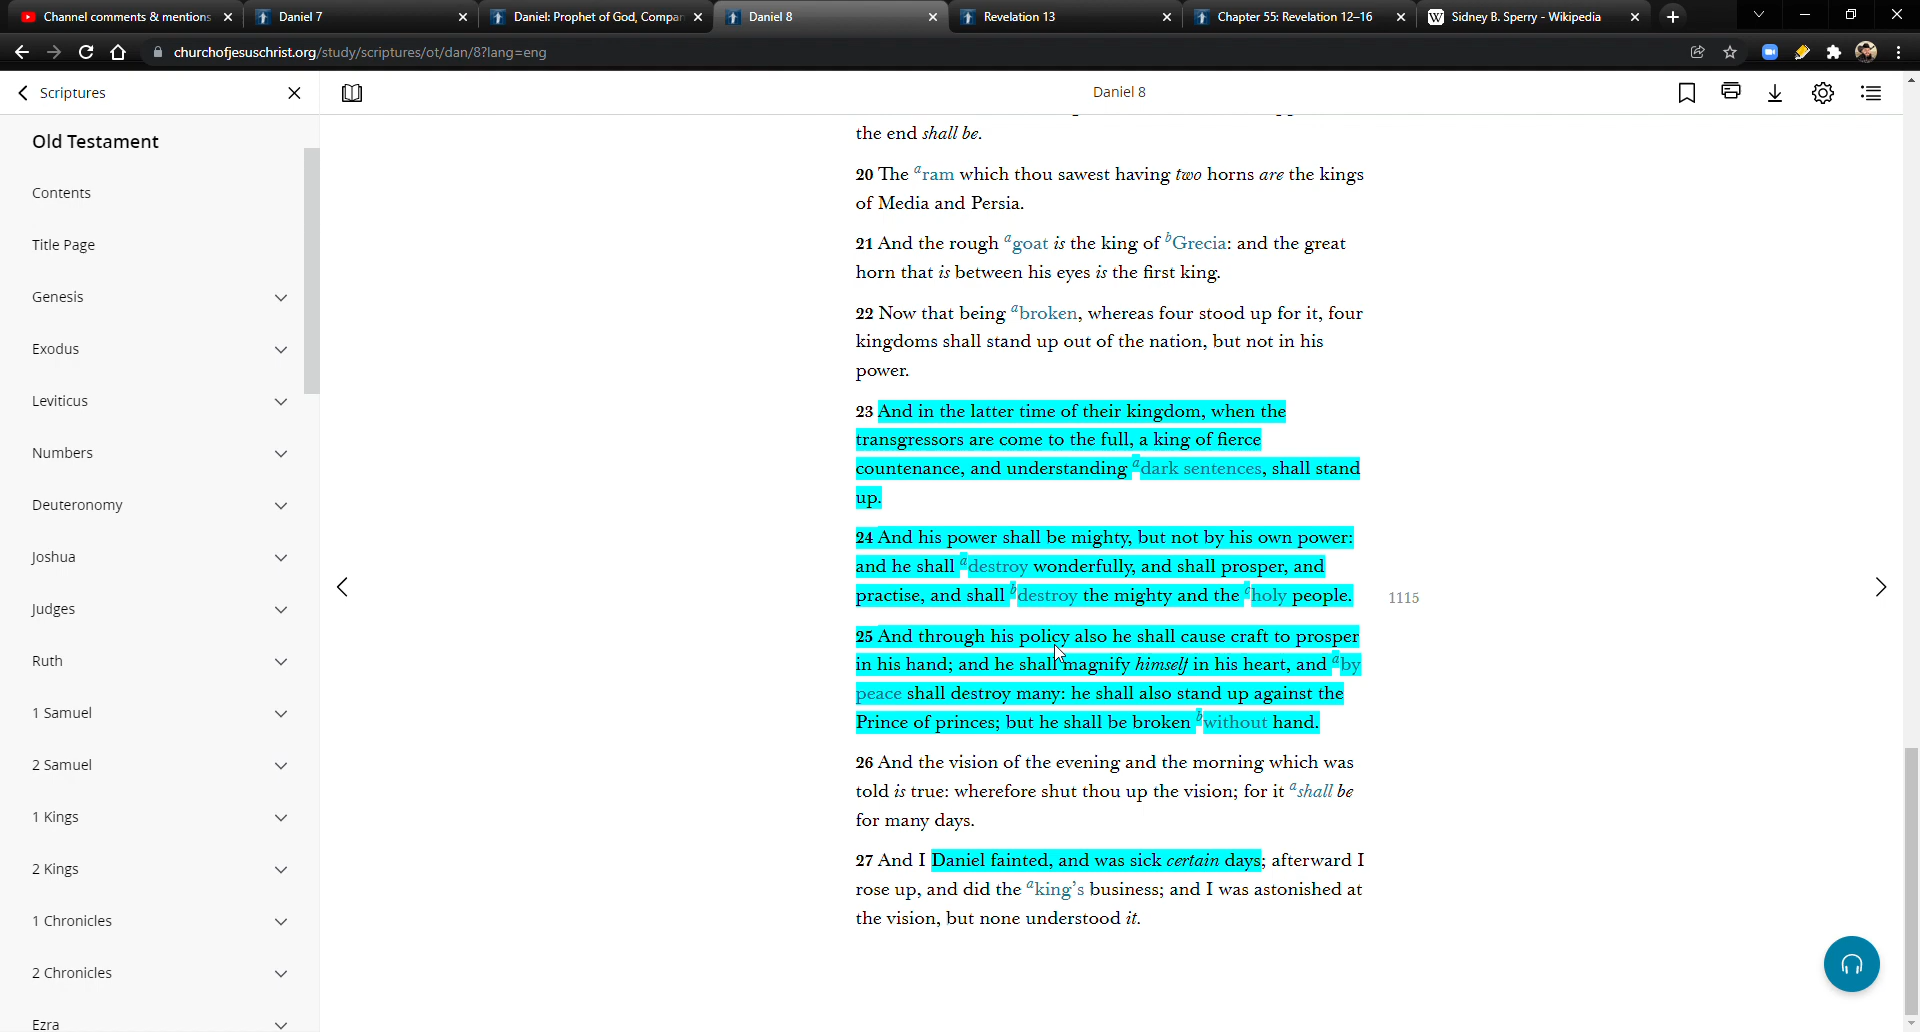 Channel comments & mentions
Daniel 7
Daniel: Prophet of God, Compan
Daniel 8
Revelation 13
Chapter 55: Revelation 12–16
W Sidney B. Sperry - Wikipedia
churchofjesuschrist.org/study/scriptures/ot/dan/8?lang=eng
Scriptures
Daniel 8
Old Testament
Contents
Title Page
Genesis
Exodus
Leviticus
Numbers
Deuteronomy
Joshua
Judges
Ruth
1 Samuel
2 Samuel
1 Kings
2 Kings
1 Chronicles
2 Chronicles
Ezra
the end shall be.
20 The a ram which thou sawest having two horns are the kings
of Media and Persia.
21 And the rough a goat is the king of b Grecia: and the great
horn that is between his eyes is the first king.
22 Now that being a broken, whereas four stood up for it, four
kingdoms shall stand up out of the nation, but not in his
power.
23 And in the latter time of their kingdom, when the
transgressors are come to the full, a king of fierce
countenance, and understanding a dark sentences, shall stand
up.
24 And his power shall be mighty, but not by his own power:
and he shall a destroy wonderfully, and shall prosper, and
practise, and shall b destroy the mighty and the c holy people.
1115
25 And through his policy also he shall cause craft to prosper
in his hand; and he shall magnify himself in his heart, and a by
peace shall destroy many: he shall also stand up against the
Prince of princes; but he shall be broken b without hand.
26 And the vision of the evening and the morning which was
told is true: wherefore shut thou up the vision; for it a shall be
for many days.
27 And I Daniel fainted, and was sick certain days; afterward I
rose up, and did the a king's business; and I was astonished at
the vision, but none understood it.